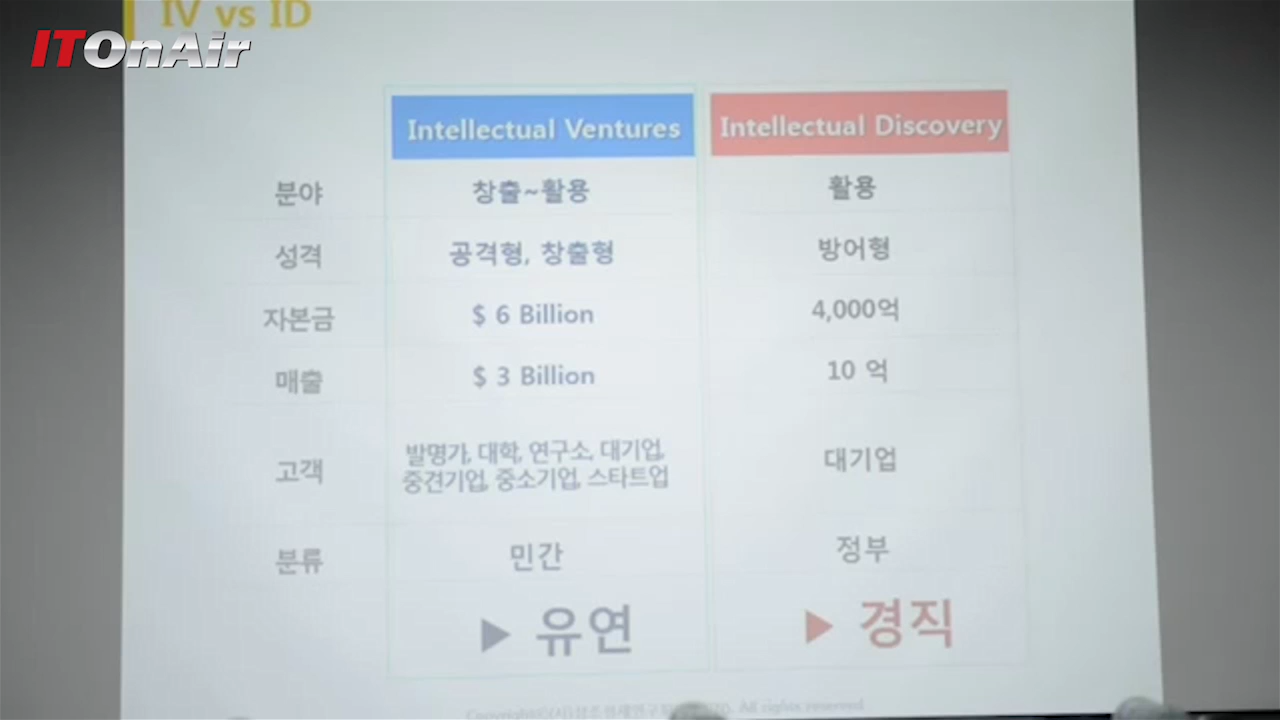 IV vs ID
ITOnAir
Intellectual Ventures Intellectual Discovery
분야 창출~활용 활용
성격 공격형, 창출형 방어형
자본금 $ 6 Billion 4,000억
매출 $ 3 Billion 10 억
고객 발명가, 대학, 연구소, 대기업, 중견기업, 중소기업, 스타트업 대기업
분류 민간 정부
▶ 유연 ▶ 경직
All rights reserved